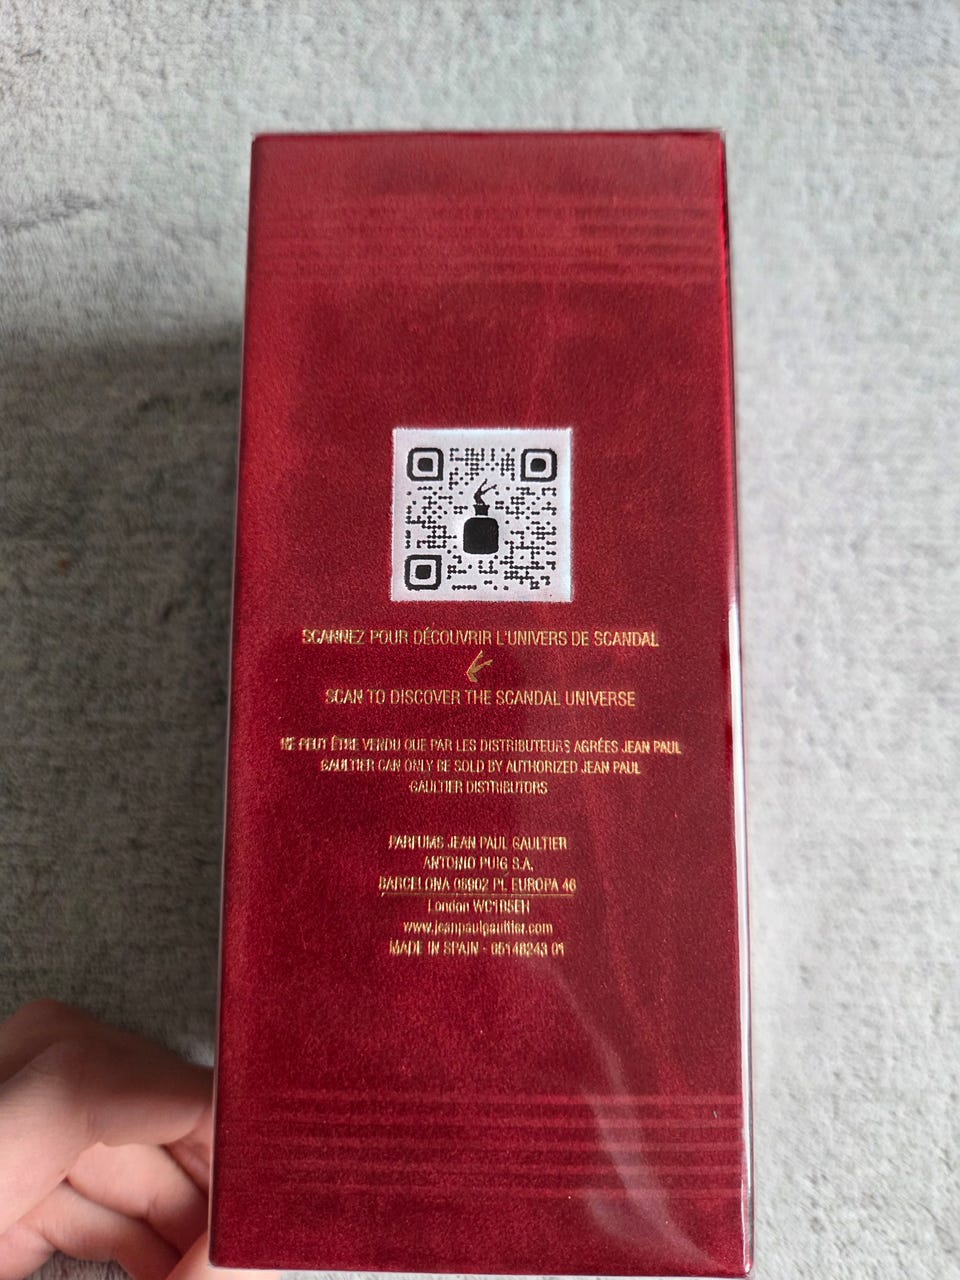 SCANNEZ POUR DÉCOUVRIR L'UNIVERS DE SCANDAL
SCAN TO DISCOVER THE SCANDAL UNIVERSE
NE PEUT ÊTRE VENDU QUE PAR LES DISTRIBUTEURS AGRÉES JEAN PAUL
GAULTIER CAN ONLY BE SOLD BY AUTHORIZED JEAN PAUL
GAULTIER DISTRIBUTORS
PARFUMS JEAN PAUL GAULTIER
ANTONIO PUIG S.A.
BARCELONA 08902 PL EUROPA 46
London WC1B5EH
www.jeanpaulgaultier.com
MADE IN SPAIN - 65148243 01